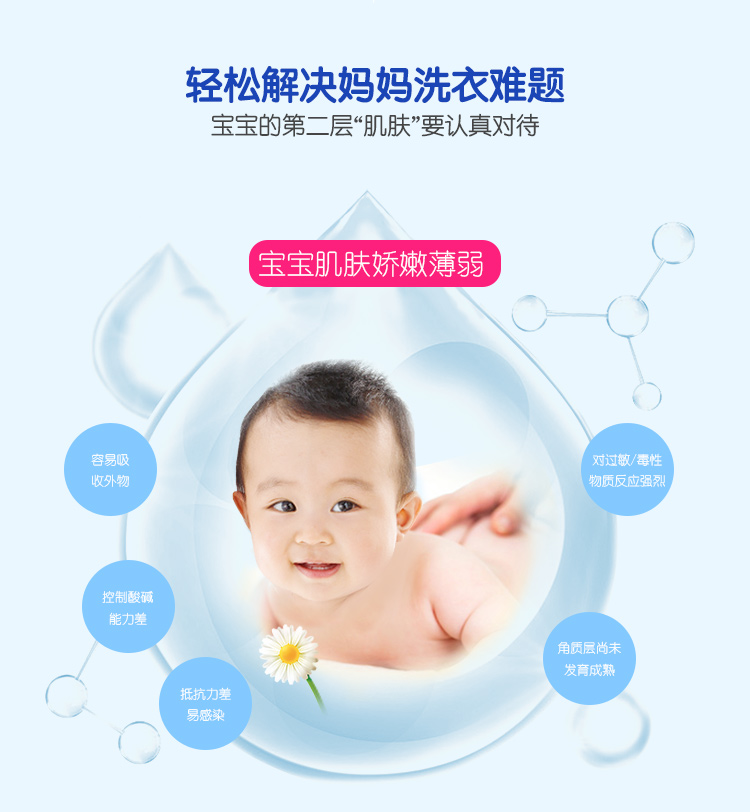 轻松解决妈妈洗衣难题
宝宝的第二层“肌肤”要认真对待
宝宝肌肤娇嫩薄弱
容易吸
收外物
对过敏/毒性
物质反应强烈
控制酸碱
能力差
角质层尚未
发育成熟
抵抗力差
易感染